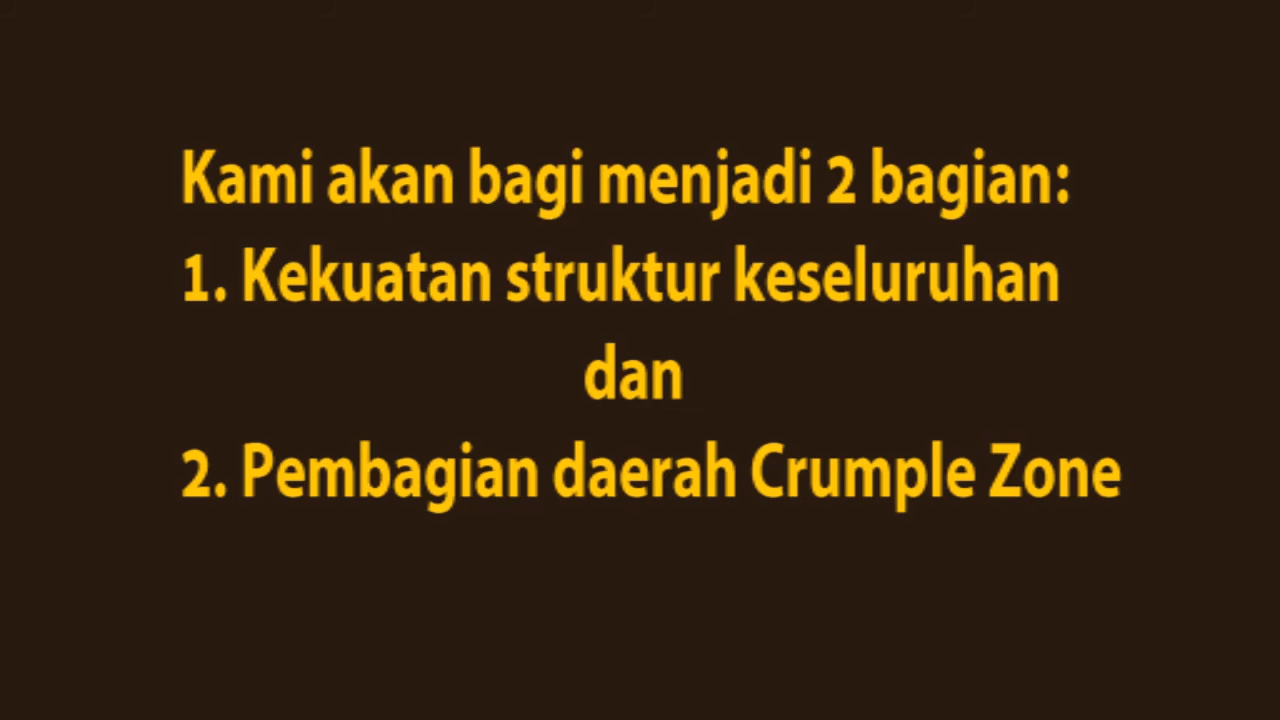 Kami akan bagi menjadi 2 bagian:
1. Kekuatan struktur keseluruhan
dan
2. Pembagian daerah Crumple Zone